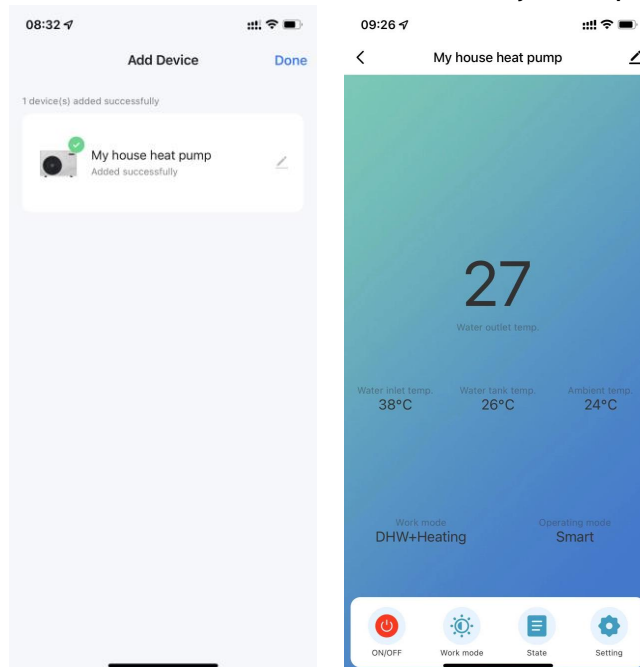 08:32
Add Device
Done
1 device(s) added successfully
My house heat pump
Added successfully
09:26
My house heat pump
27
Water outlet temp.
Water inlet temp. Water tank temp. Ambient temp.
38°C 26°C 24°C
Work mode Operating mode
DHW+Heating Smart
ON/OFF Work mode State Setting